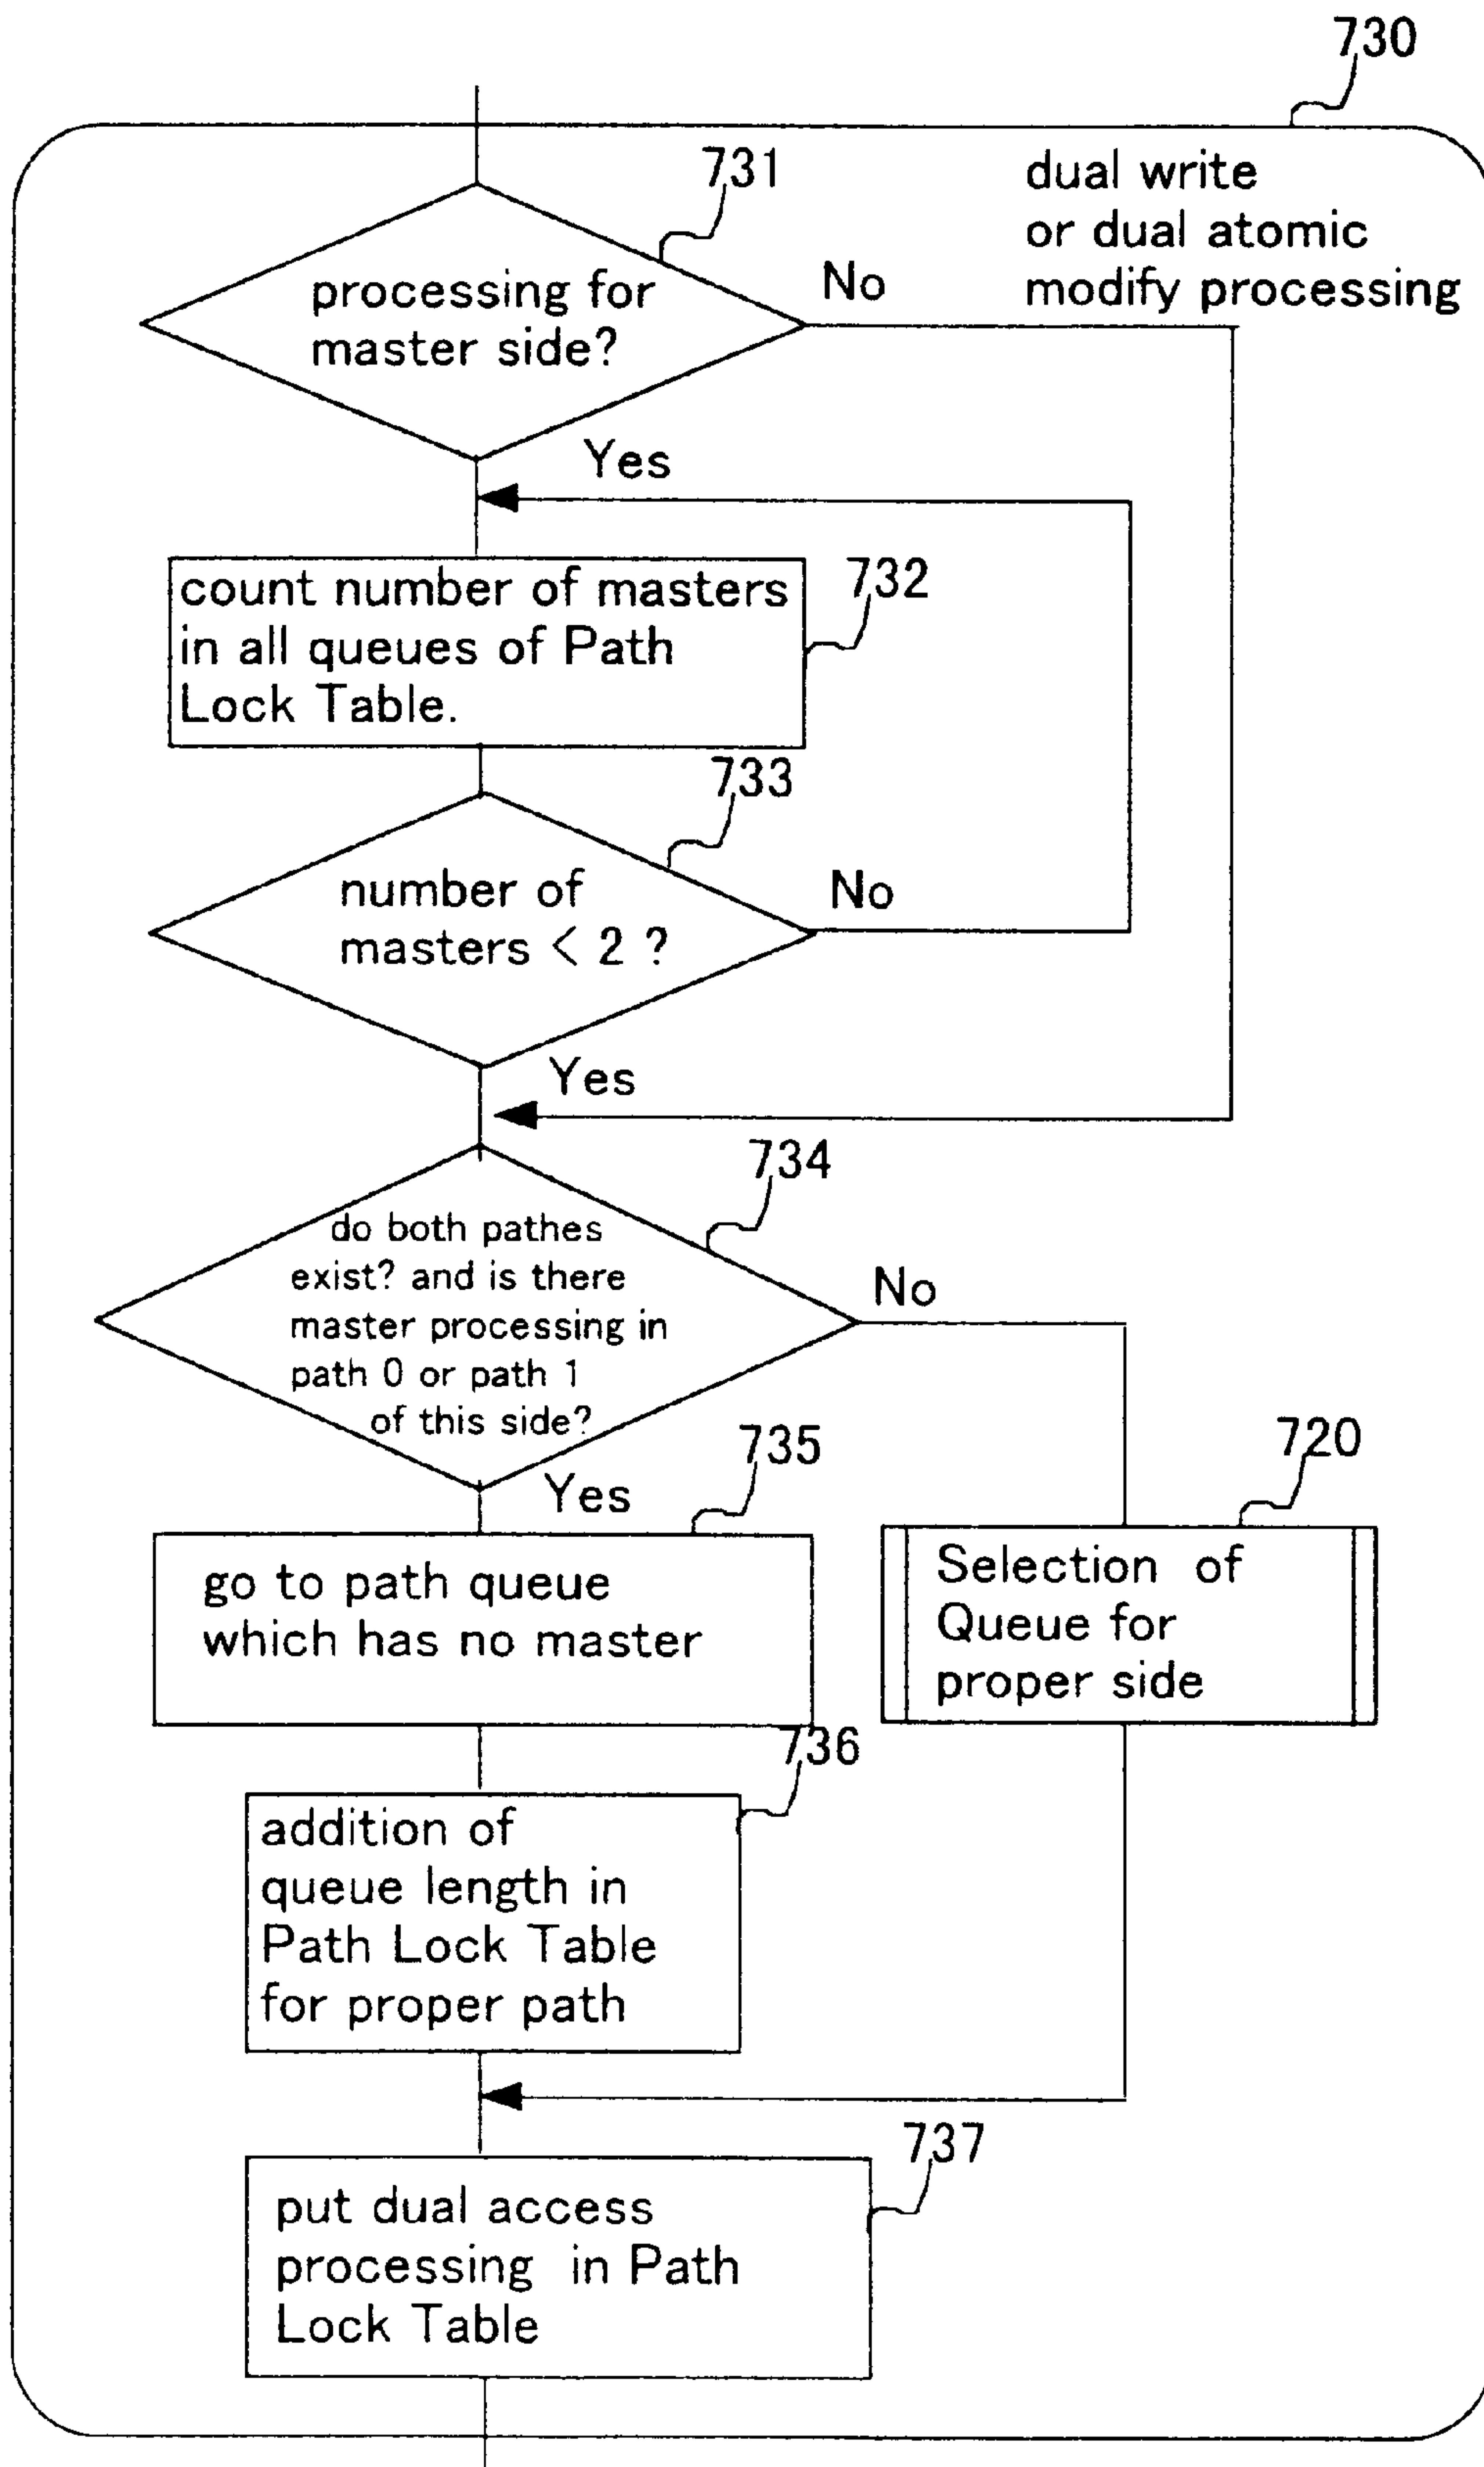 730
731
dual write
or dual atomic
modify processing
processing for
master side?
No
Yes
732
count number of masters
in all queues of Path
Lock Table.
733
number of
masters < 2 ?
No
Yes
734
do both pathes
exist? and is there
master processing in
path 0 or path 1
of this side?
No
Yes
735
720
go to path queue
which has no master
Selection of
Queue for
proper side
736
addition of
queue length in
Path Lock Table
for proper path
737
put dual access
processing in Path
Lock Table